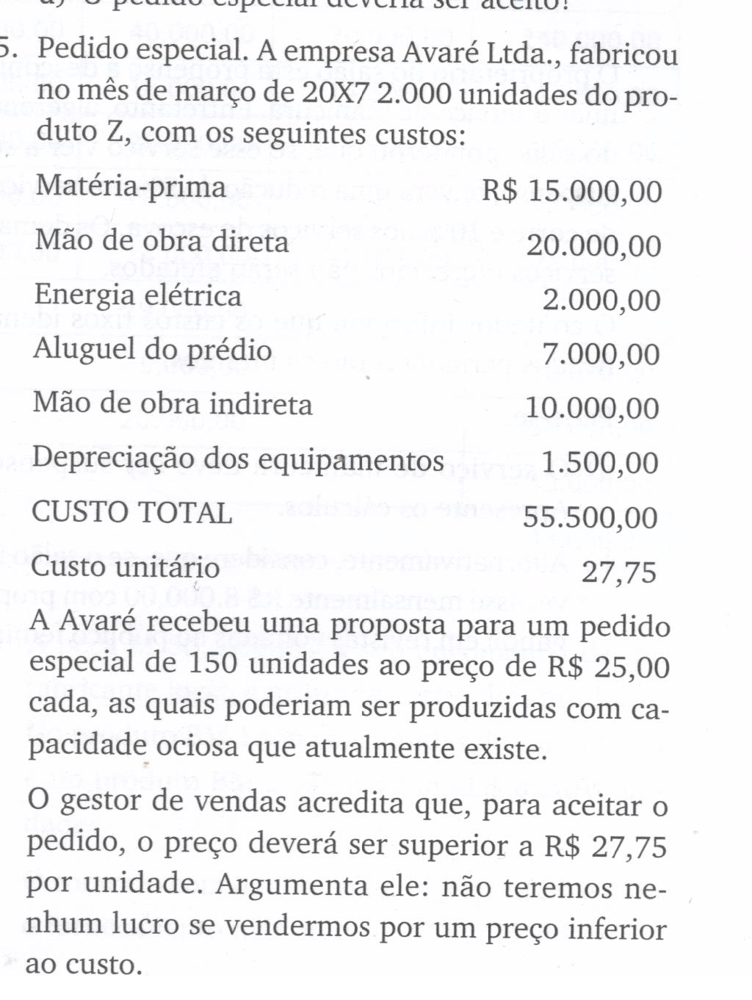 d) O pedido especial deveria ser aceito?
5. Pedido especial. A empresa Avaré Ltda., fabricou
no mês de março de 20X7 2.000 unidades do pro-
duto Z, com os seguintes custos:
Matéria-prima R$ 15.000,00
Mão de obra direta 20.000,00
Energia elétrica 2.000,00
Aluguel do prédio 7.000,00
Mão de obra indireta 10.000,00
Depreciação dos equipamentos 1.500,00
CUSTO TOTAL 55.500,00
Custo unitário 27,75
A Avaré recebeu uma proposta para um pedido
especial de 150 unidades ao preço de R$ 25,00
cada, as quais poderiam ser produzidas com ca-
pacidade ociosa que atualmente existe.
O gestor de vendas acredita que, para aceitar o
pedido, o preço deverá ser superior a R$ 27,75
por unidade. Argumenta ele: não teremos ne-
nhum lucro se vendermos por um preço inferior
ao custo.